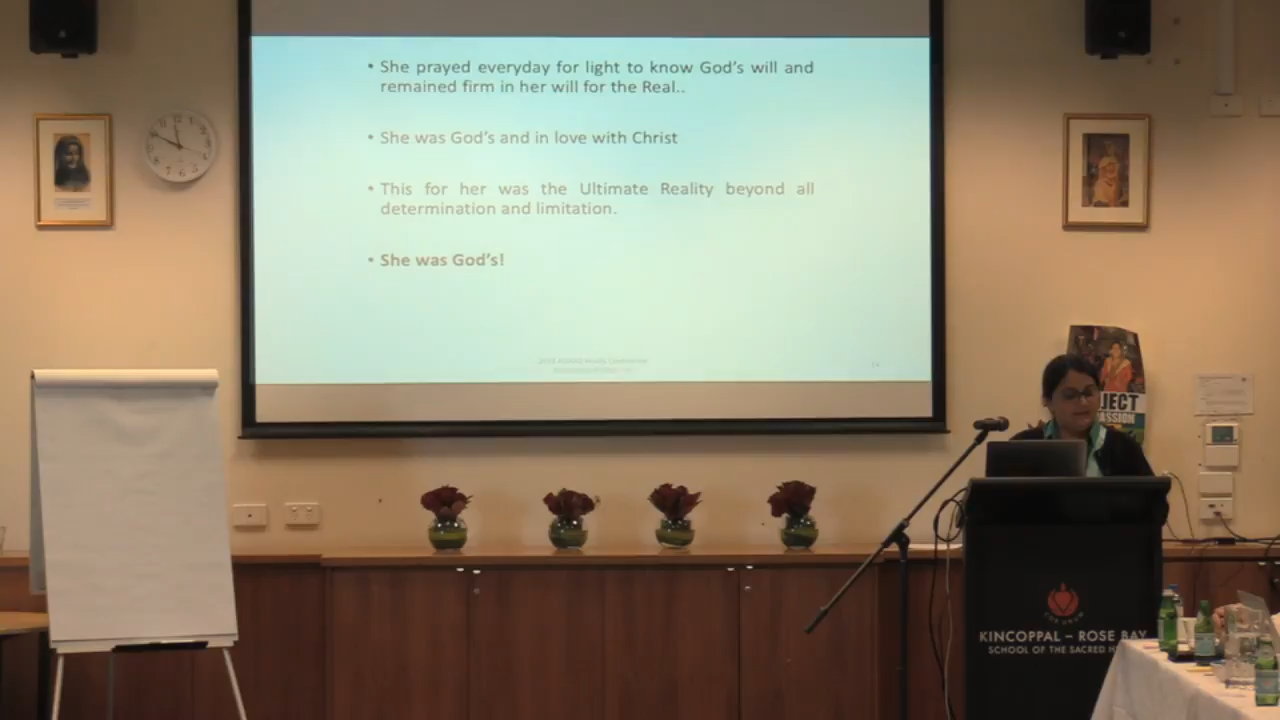 • She prayed everyday for light to know God's will and
remained firm in her will for the Real..
• She was God's and in love with Christ
• This for her was the Ultimate Reality beyond all
determination and limitation.
• She was God's!
14
JECT
ASSION
KINCOPPAL – ROSE BAY
SCHOOL OF THE SACRED H